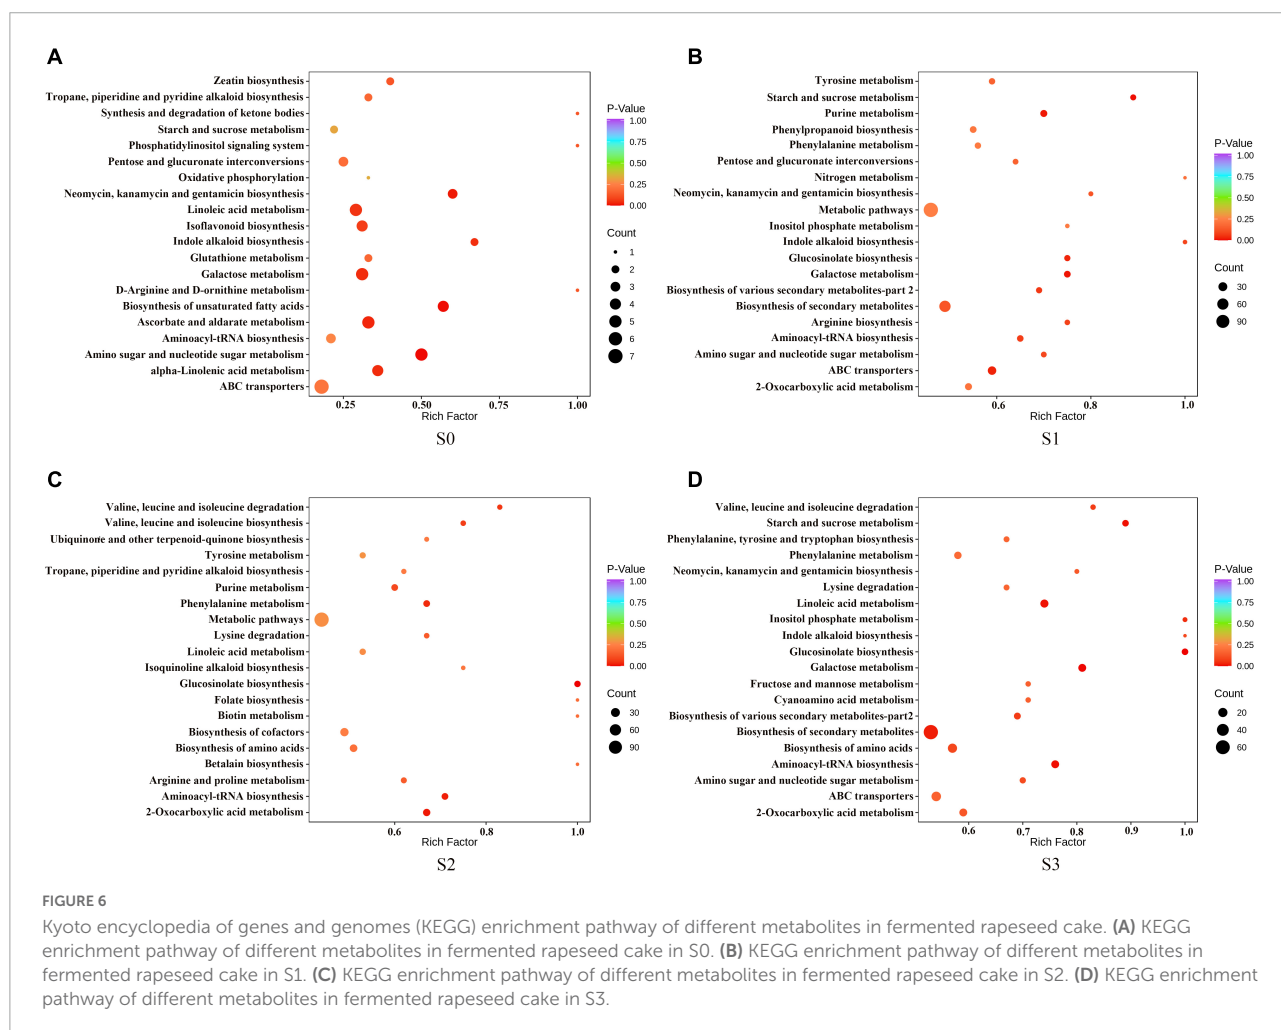 A
Zeatin biosynthesis
Tropane, piperidine and pyridine alkaloid biosynthesis
Synthesis and degradation of ketone bodies
Starch and sucrose metabolism
Phosphatidylinositol signaling system
Pentose and glucuronate interconversions
Oxidative phosphorylation
Neomycin, kanamycin and gentamicin biosynthesis
Linoleic acid metabolism
Isoflavonoid biosynthesis
Indole alkaloid biosynthesis
Glutathione metabolism
Galactose metabolism
D-Arginine and D-ornithine metabolism
Biosynthesis of unsaturated fatty acids
Ascorbate and aldarate metabolism
Aminoacyl-tRNA biosynthesis
Amino sugar and nucleotide sugar metabolism
alpha-Linolenic acid metabolism
ABC transporters
0.25 0.50 0.75 1.00
Rich Factor
S0
P-Value
1.00
0.75
0.50
0.25
0.00
Count
1
2
3
4
5
6
7
B
Tyrosine metabolism
Starch and sucrose metabolism
Purine metabolism
Phenylpropanoid biosynthesis
Phenylalanine metabolism
Pentose and glucuronate interconversions
Nitrogen metabolism
Neomycin, kanamycin and gentamicin biosynthesis
Metabolic pathways
Inositol phosphate metabolism
Indole alkaloid biosynthesis
Glucosinolate biosynthesis
Galactose metabolism
Biosynthesis of various secondary metabolites-part 2
Biosynthesis of secondary metabolites
Arginine biosynthesis
Aminoacyl-tRNA biosynthesis
Amino sugar and nucleotide sugar metabolism
ABC transporters
2-Oxocarboxylic acid metabolism
0.6 0.8 1.0
Rich Factor
S1
P-Value
1.00
0.75
0.50
0.25
0.00
Count
30
60
90
C
Valine, leucine and isoleucine degradation
Valine, leucine and isoleucine biosynthesis
Ubiquinone and other terpenoid-quinone biosynthesis
Tyrosine metabolism
Tropane, piperidine and pyridine alkaloid biosynthesis
Purine metabolism
Phenylalanine metabolism
Metabolic pathways
Lysine degradation
Linoleic acid metabolism
Isoquinoline alkaloid biosynthesis
Glucosinolate biosynthesis
Folate biosynthesis
Biotin metabolism
Biosynthesis of cofactors
Biosynthesis of amino acids
Betalain biosynthesis
Arginine and proline metabolism
Aminoacyl-tRNA biosynthesis
2-Oxocarboxylic acid metabolism
0.6 0.8 1.0
Rich Factor
S2
P-Value
1.00
0.75
0.50
0.25
0.00
Count
30
60
90
D
Valine, leucine and isoleucine degradation
Starch and sucrose metabolism
Phenylalanine, tyrosine and tryptophan biosynthesis
Phenylalanine metabolism
Neomycin, kanamycin and gentamicin biosynthesis
Lysine degradation
Linoleic acid metabolism
Inositol phosphate metabolism
Indole alkaloid biosynthesis
Glucosinolate biosynthesis
Galactose metabolism
Fructose and mannose metabolism
Cyanoamino acid metabolism
Biosynthesis of various secondary metabolites-part2
Biosynthesis of secondary metabolites
Biosynthesis of amino acids
Aminoacyl-tRNA biosynthesis
Amino sugar and nucleotide sugar metabolism
ABC transporters
2-Oxocarboxylic acid metabolism
0.6 0.7 0.8 0.9 1.0
Rich Factor
S3
P-Value
1.00
0.75
0.50
0.25
0.00
Count
20
40
60
FIGURE 6
Kyoto encyclopedia of genes and genomes (KEGG) enrichment pathway of different metabolites in fermented rapeseed cake. (A) KEGG
enrichment pathway of different metabolites in fermented rapeseed cake in S0. (B) KEGG enrichment pathway of different metabolites in
fermented rapeseed cake in S1. (C) KEGG enrichment pathway of different metabolites in fermented rapeseed cake in S2. (D) KEGG enrichment
pathway of different metabolites in fermented rapeseed cake in S3.